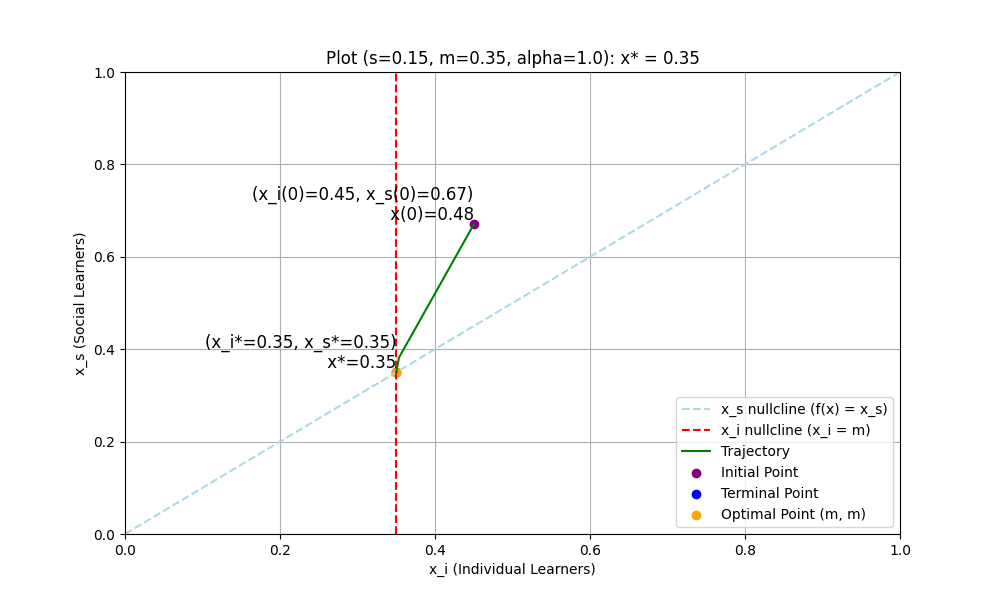 Plot (s=0.15, m=0.35, alpha=1.0): x* = 0.35
1.0
0.8
0.6
0.4
0.2
0.0
x_s (Social Learners)
(x_i(0)=0.45, x_s(0)=0.67)
x(0)=0.48
(x_i*=0.35, x_s*=0.35)
x*=0.35
x_s nullcline (f(x) = x_s)
x_i nullcline (x_i = m)
Trajectory
Initial Point
Terminal Point
Optimal Point (m, m)
0.0 0.2 0.4 0.6 0.8 1.0
x_i (Individual Learners)